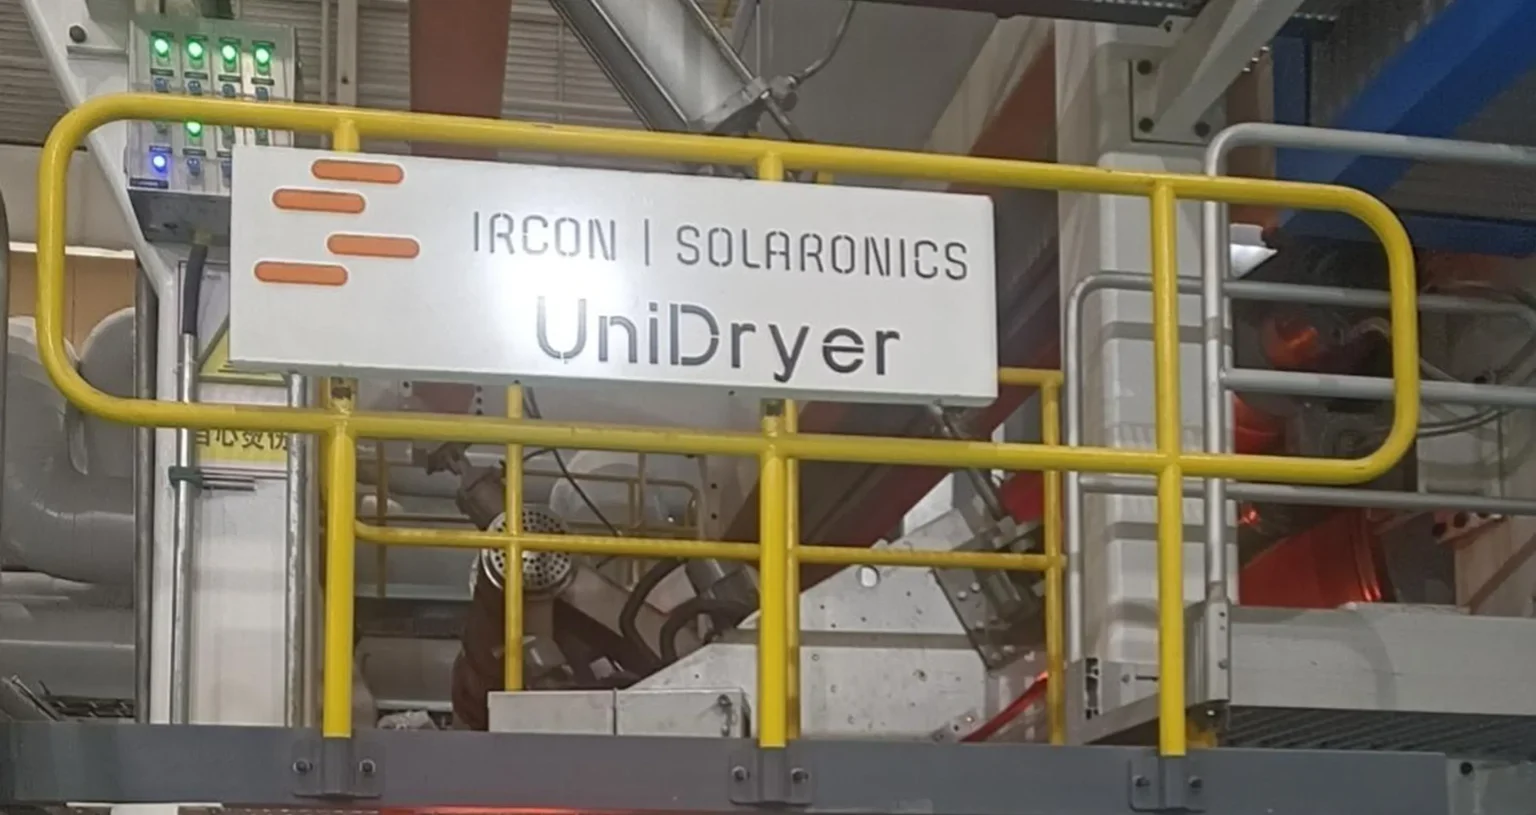 IRCON | SOLARONICS
UniDryer